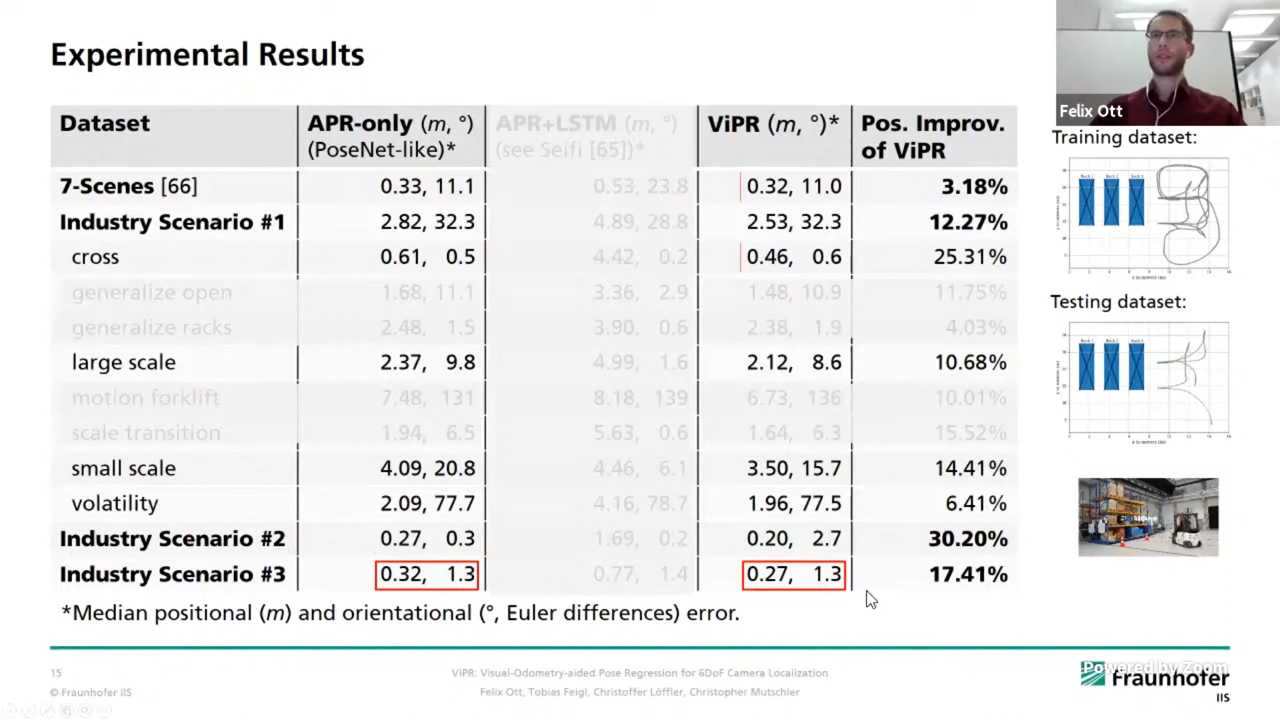 Experimental Results
Felix Ott
Dataset APR-only (m, °) APR+LSTM (m, °) ViPR (m, °)* Pos. Improv.
(PoseNet-like)* (see Seifi [65])* of ViPR
7-Scenes [66] 0.33, 11.1 0.53, 23.8 0.32, 11.0 3.18%
Industry Scenario #1 2.82, 32.3 4.89, 28.8 2.53, 32.3 12.27%
cross 0.61, 0.5 4.42, 0.2 0.46, 0.6 25.31%
generalize open 1.68, 11.1 3.36, 2.9 1.48, 10.9 11.75%
generalize racks 2.48, 1.5 3.90, 0.6 2.38, 1.9 4.03%
large scale 2.37, 9.8 4.99, 1.6 2.12, 8.6 10.68%
motion forklift 7.48, 131 8.18, 139 6.73, 136 10.01%
scale transition 1.94, 6.5 5.63, 0.6 1.64, 6.3 15.52%
small scale 4.09, 20.8 4.46, 6.1 3.50, 15.7 14.41%
volatility 2.09, 77.7 4.16, 78.7 1.96, 77.5 6.41%
Industry Scenario #2 0.27, 0.3 1.69, 0.2 0.20, 2.7 30.20%
Industry Scenario #3 0.32, 1.3 0.77, 1.4 0.27, 1.3 17.41%
*Median positional (m) and orientational (°, Euler differences) error.
Training dataset:
Testing dataset:
15
ViPR: Visual-Odometry-aided Pose Regression for 6DoF Camera Localization
© Fraunhofer IIS
Felix Ott, Tobias Feigl, Christoffer Löffler, Christopher Mutschler
Powered by Zoom
Fraunhofer
IIS